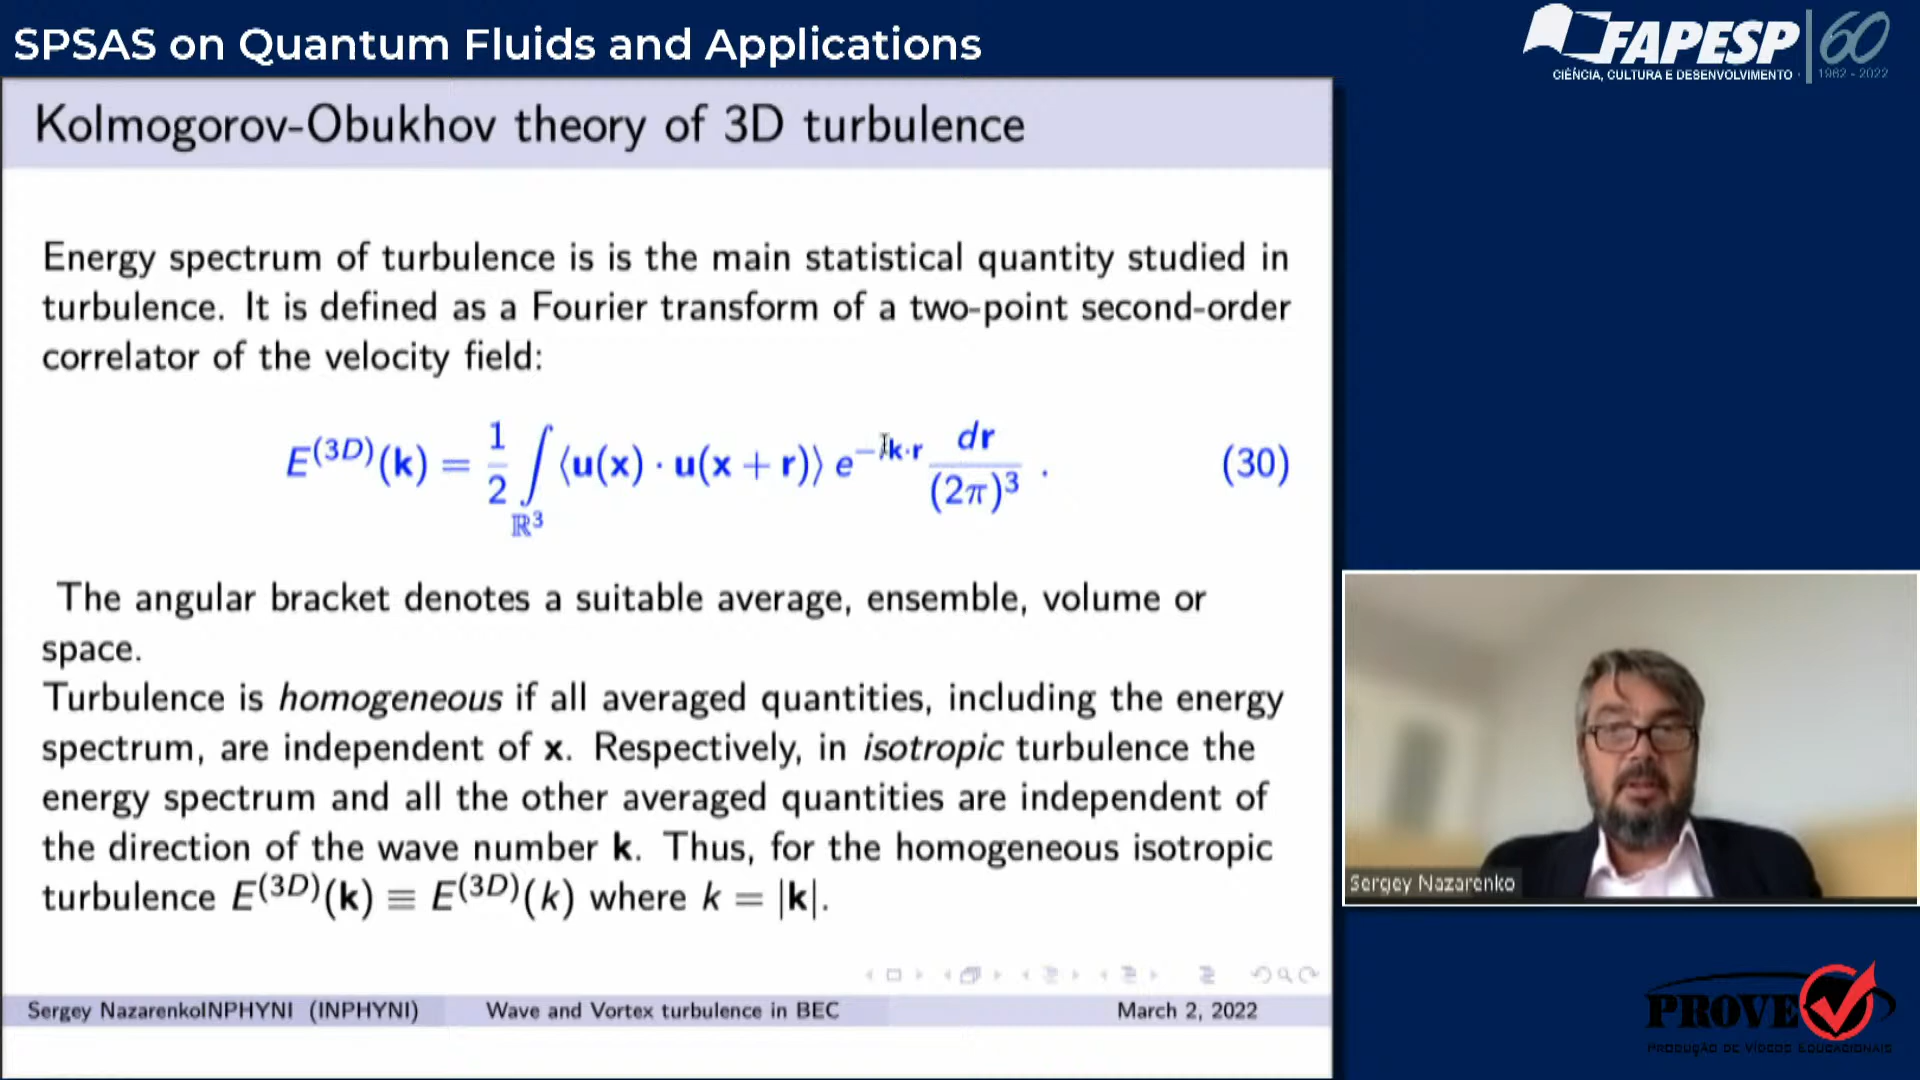 SPSAS on Quantum Fluids and Applications
FAPESP 60
CIÊNCIA, CULTURA E DESENVOLVIMENTO 1962 - 2022
Kolmogorov-Obukhov theory of 3D turbulence
Energy spectrum of turbulence is is the main statistical quantity studied in
turbulence. It is defined as a Fourier transform of a two-point second-order
correlator of the velocity field:
E^(3D)(k) = 1/2 ∫_ℝ³ ⟨u(x) · u(x + r)⟩ e^(−ik·r) dr/(2π)³ . (30)
The angular bracket denotes a suitable average, ensemble, volume or
space.
Turbulence is homogeneous if all averaged quantities, including the energy
spectrum, are independent of x. Respectively, in isotropic turbulence the
energy spectrum and all the other averaged quantities are independent of
the direction of the wave number k. Thus, for the homogeneous isotropic
turbulence E^(3D)(k) ≡ E^(3D)(k) where k = |k|.
Sergey NazarenkoINPHYNI (INPHYNI) Wave and Vortex turbulence in BEC March 2, 2022
Sergey Nazarenko
PROVE
PRODUÇÃO DE VÍDEOS EDUCACIONAIS